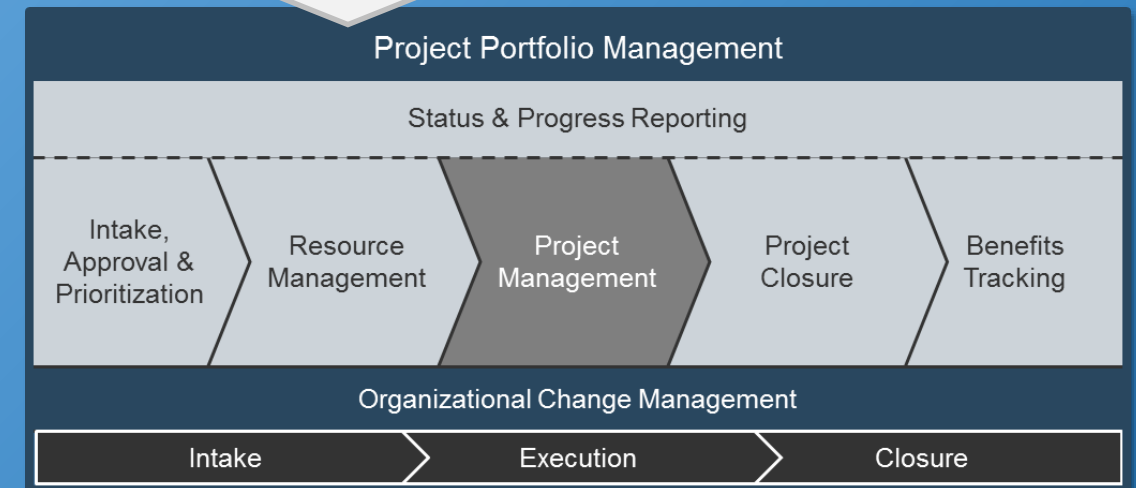 Project Portfolio Management
Status & Progress Reporting
Intake,
Approval &
Prioritization
Resource
Management
Project
Management
Project
Closure
Benefits
Tracking
Organizational Change Management
Intake
Execution
Closure